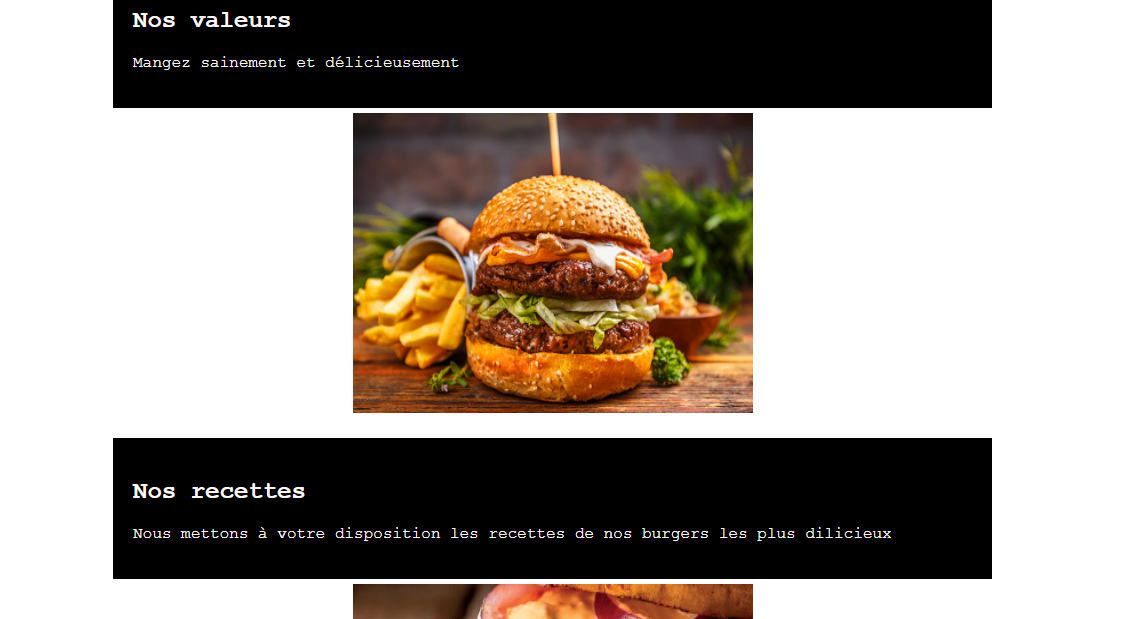 Nos valeurs
Mangez sainement et délicieusement
Nos recettes
Nous mettons à votre disposition les recettes de nos burgers les plus dilicieux